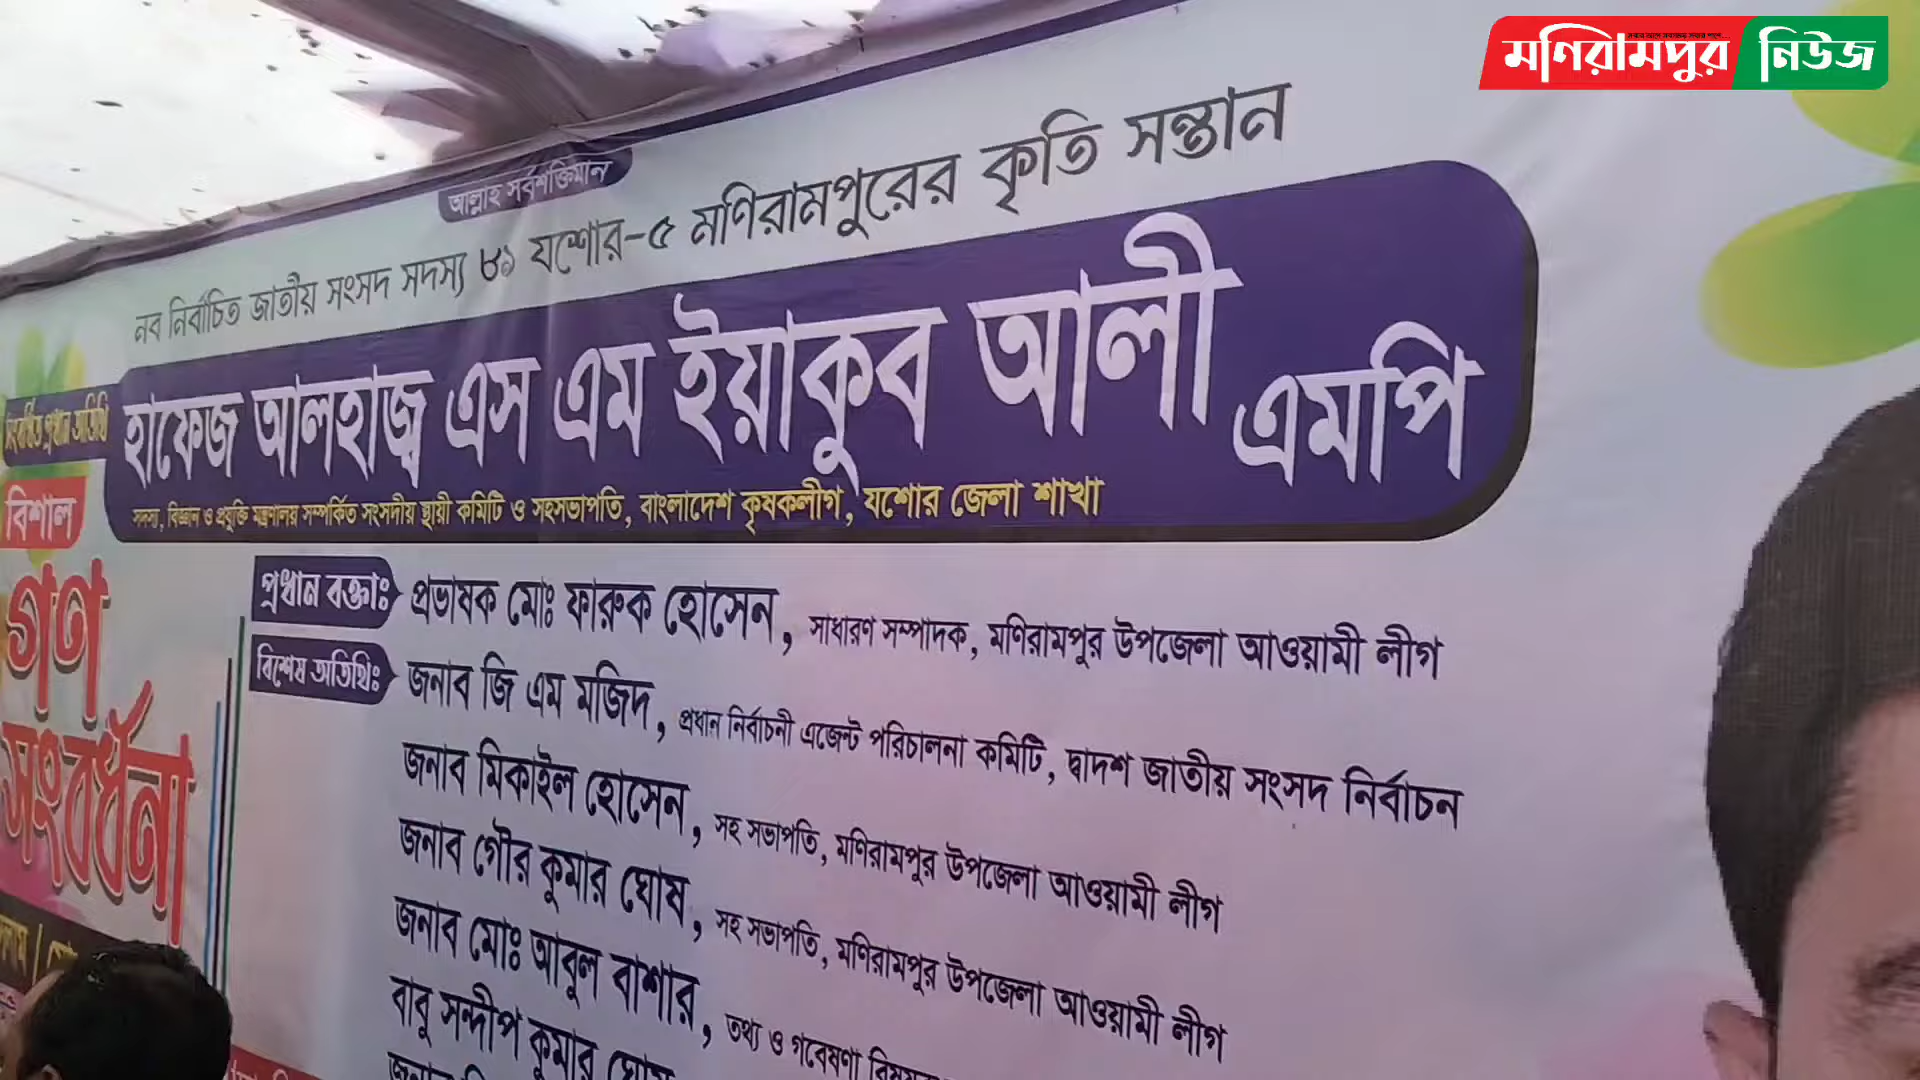 মণিরামপুর নিউজ
আল্লাহ সর্বশক্তিমান
নব নির্বাচিত জাতীয় সংসদ সদস্য ৮৯ যশোর-৫ মণিরামপুরের কৃতি সন্তান
সংবর্ধিত প্রধান অতিথি
হাফেজ আলহাজ্ব এস এম ইয়াকুব আলী এমপি
সদস্য, বিজ্ঞান ও প্রযুক্তি মন্ত্রণালয় সম্পর্কিত সংসদীয় স্থায়ী কমিটি ও সহসভাপতি, বাংলাদেশ কৃষকলীগ, যশোর জেলা শাখা
বিশাল
গণ
সংবর্ধনা
প্রধান বক্তাঃ প্রভাষক মোঃ ফারুক হোসেন, সাধারণ সম্পাদক, মণিরামপুর উপজেলা আওয়ামী লীগ
বিশেষ অতিথিঃ জনাব জি এম মজিদ, প্রধান নির্বাচনী এজেন্ট পরিচালনা কমিটি, দ্বাদশ জাতীয় সংসদ নির্বাচন
জনাব মিকাইল হোসেন, সহ সভাপতি, মণিরামপুর উপজেলা আওয়ামী লীগ
জনাব গৌর কুমার ঘোষ, সহ সভাপতি, মণিরামপুর উপজেলা আওয়ামী লীগ
জনাব মোঃ আবুল বাশার, তথ্য ও গবেষণা
বাবু সন্দীপ কুমার ঘোষ